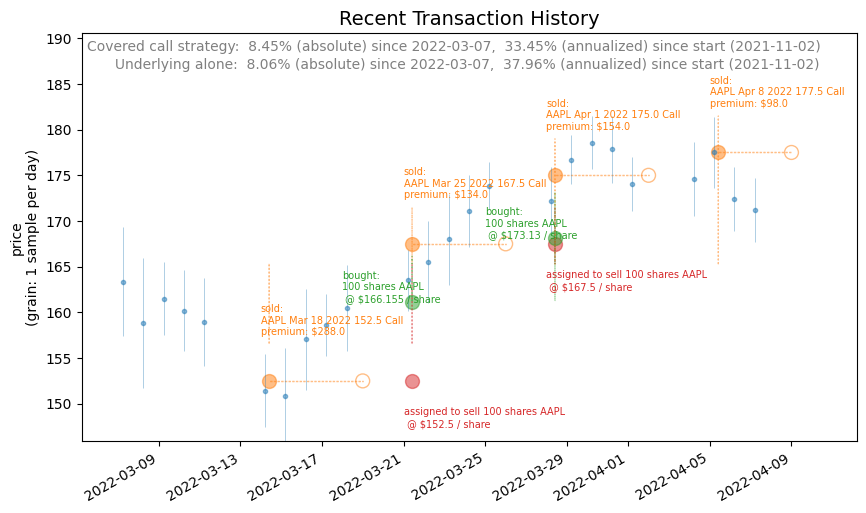 Recent Transaction History
Covered call strategy:  8.45% (absolute) since 2022-03-07,  33.45% (annualized) since start (2021-11-02)
Underlying alone:  8.06% (absolute) since 2022-03-07,  37.96% (annualized) since start (2021-11-02)
190
185
180
175
170
165
160
155
150
price
(grain: 1 sample per day)
sold:
AAPL Mar 18 2022 152.5 Call
premium: $288.0
bought:
100 shares AAPL
@ $166.155 / share
assigned to sell 100 shares AAPL
@ $152.5 / share
sold:
AAPL Mar 25 2022 167.5 Call
premium: $134.0
bought:
100 shares AAPL
@ $173.13 / share
assigned to sell 100 shares AAPL
@ $167.5 / share
sold:
AAPL Apr 1 2022 175.0 Call
premium: $154.0
sold:
AAPL Apr 8 2022 177.5 Call
premium: $98.0
2022-03-09
2022-03-13
2022-03-17
2022-03-21
2022-03-25
2022-03-29
2022-04-01
2022-04-05
2022-04-09